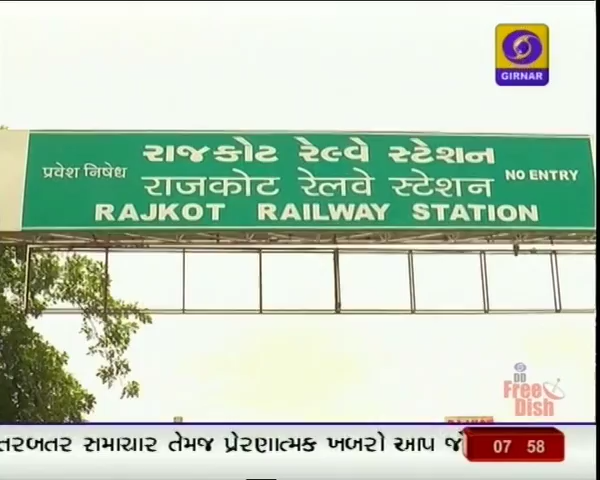 GIRNAR
રાજકોટ રેલ્વે સ્ટેશન
પ્રવેશ નિષેધ राजकोट रेलवे स्टेशन NO ENTRY
RAJKOT RAILWAY STATION
DD
Free
Dish
તરબતર સમાચાર તેમજ પ્રેરણાત્મક ખબરો આપ
07 58